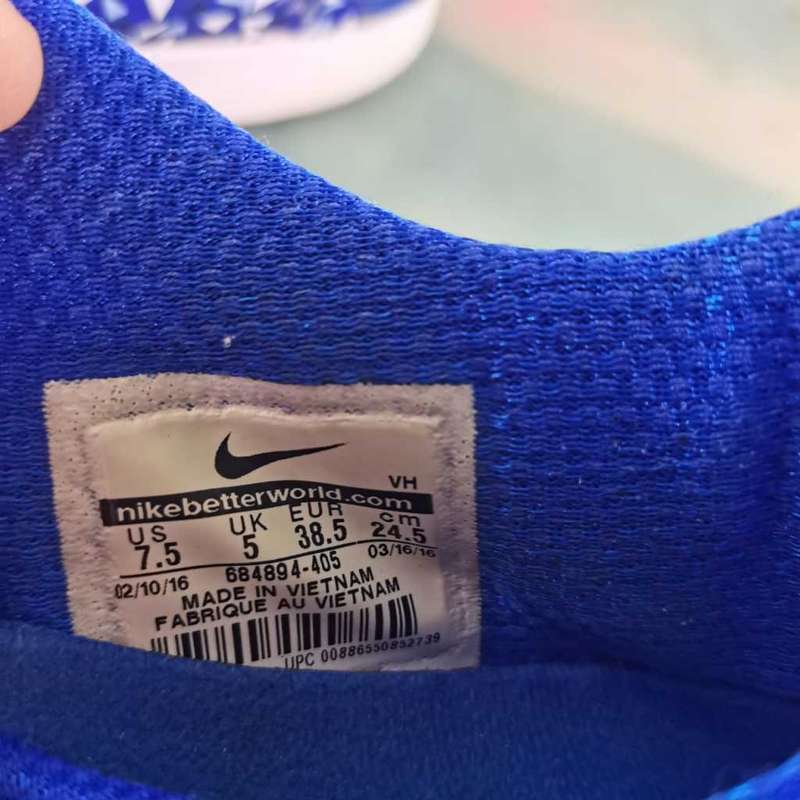 VH
nikebetterworld.com
US UK EUR cm
7.5 5 38.5 24.5
02/10/16 684894-405 03/16/16
MADE IN VIETNAM
FABRIQUE AU VIETNAM
UPC 00886550852739